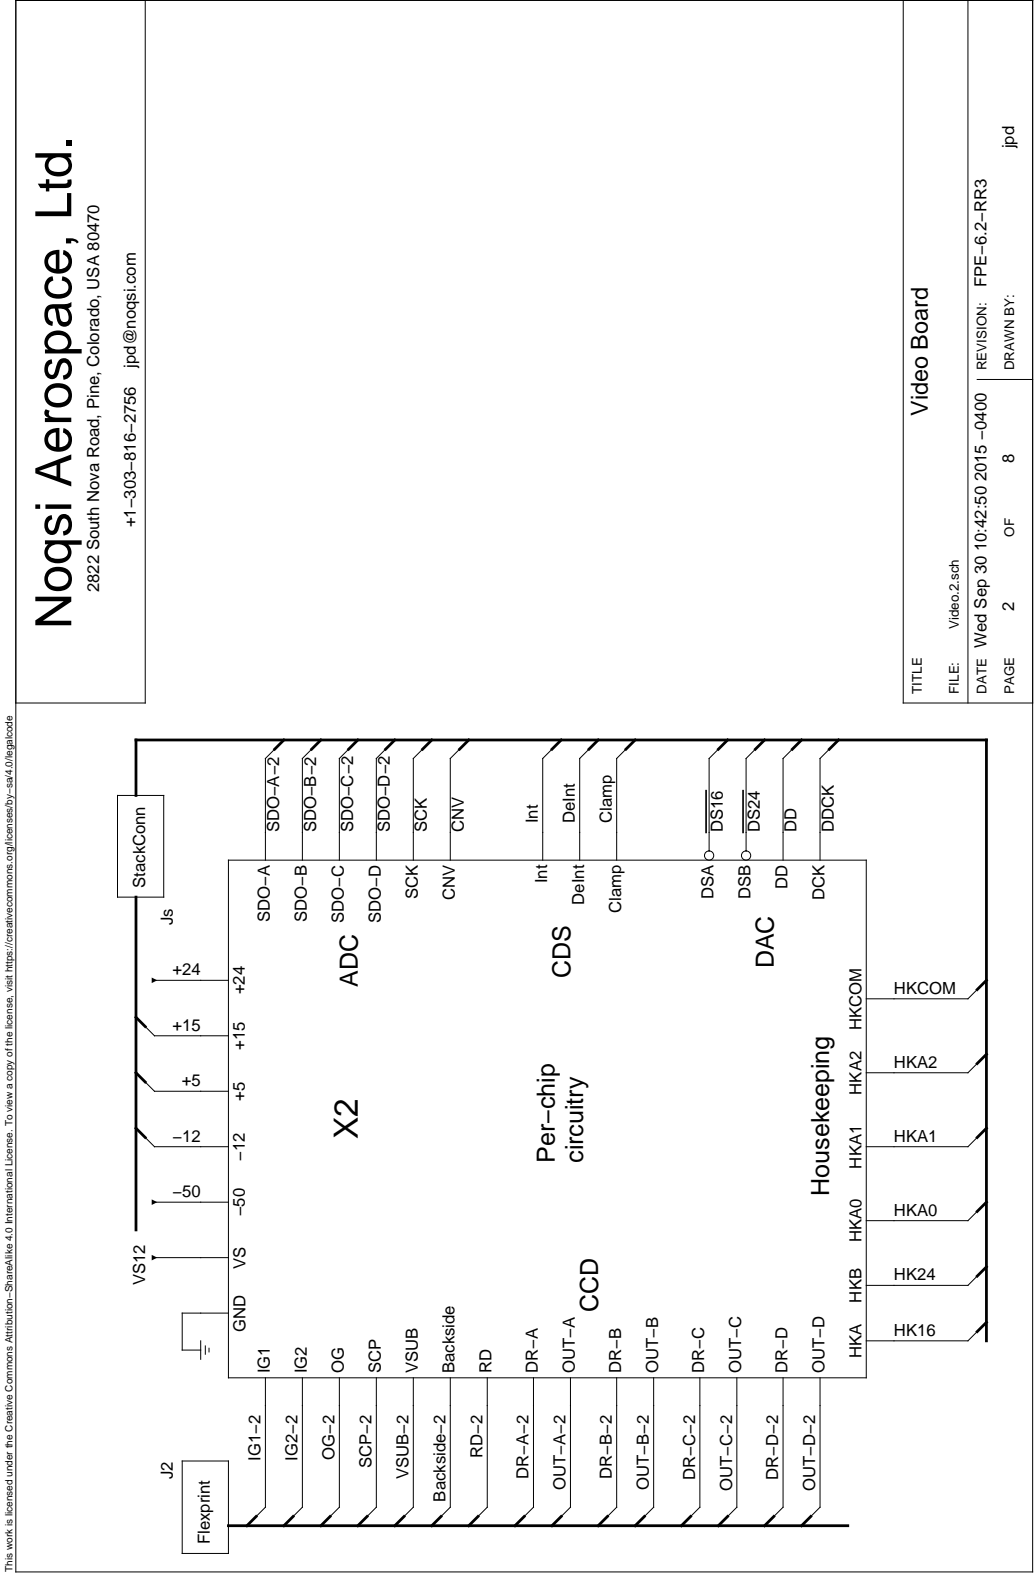 Noqsi Aerospace, Ltd.
2822 South Nova Road, Pine, Colorado, USA 80470
+1−303−816−2756 jpd@noqsi.com
This work is licensed under the Creative Commons Attribution−ShareAlike 4.0 International License. To view a copy of the license, visit https://creativecommons.org/licenses/by−sa/4.0/legalcode
J2
Flexprint
StackConn
Js
VS12
−50
−12
+5
+15
+24
GND
VS
−50
−12
+5
+15
+24
IG1−2
IG2−2
OG−2
SCP−2
VSUB−2
Backside−2
RD−2
DR−A−2
OUT−A−2
DR−B−2
OUT−B−2
DR−C−2
OUT−C−2
DR−D−2
OUT−D−2
IG1
IG2
OG
SCP
VSUB
Backside
RD
DR−A
OUT−A
DR−B
OUT−B
DR−C
OUT−C
DR−D
OUT−D
CCD
X2
Per−chip
circuitry
Housekeeping
ADC
CDS
DAC
SDO−A
SDO−B
SDO−C
SDO−D
SCK
CNV
Int
DeInt
Clamp
DSA
DSB
DD
DCK
SDO−A−2
SDO−B−2
SDO−C−2
SDO−D−2
SCK
CNV
Int
DeInt
Clamp
DS16
DS24
DD
DDCK
HKA
HKB
HKA0
HKA1
HKA2
HKCOM
HK16
HK24
HKA0
HKA1
HKA2
HKCOM
TITLE
Video Board
FILE: Video.2.sch
DATE Wed Sep 30 10:42:50 2015 −0400
REVISION: FPE−6.2−RR3
PAGE 2 OF 8
DRAWN BY: jpd